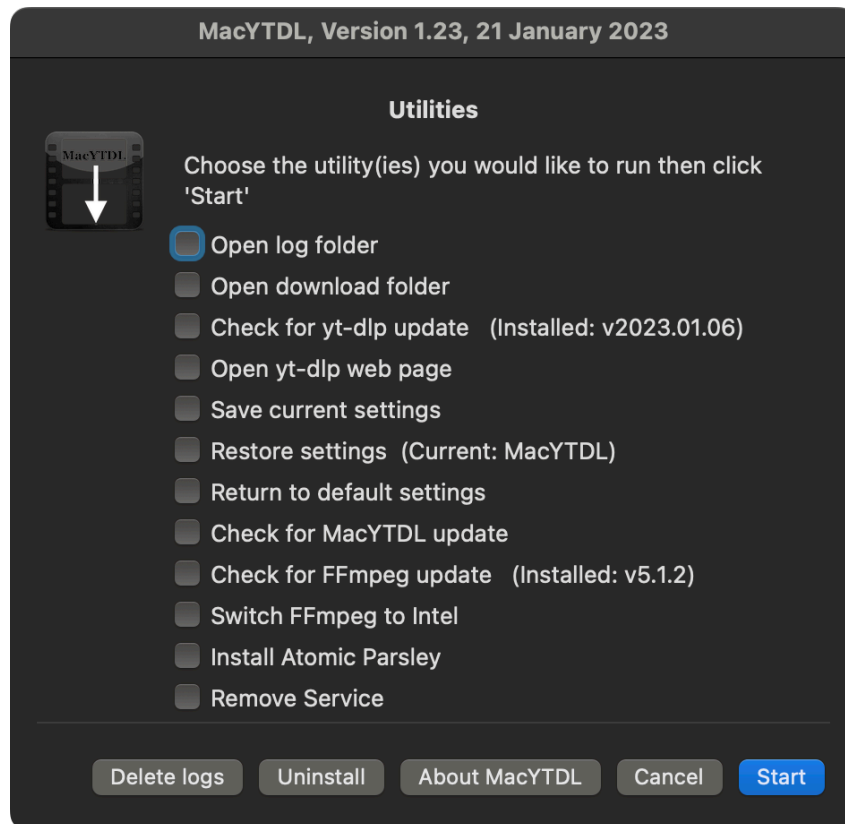 MacYTDL, Version 1.23, 21 January 2023
Utilities
MacYTDL
Choose the utility(ies) you would like to run then click
'Start'
Open log folder
Open download folder
Check for yt-dlp update (Installed: v2023.01.06)
Open yt-dlp web page
Save current settings
Restore settings (Current: MacYTDL)
Return to default settings
Check for MacYTDL update
Check for FFmpeg update (Installed: v5.1.2)
Switch FFmpeg to Intel
Install Atomic Parsley
Remove Service
Delete logs Uninstall About MacYTDL Cancel Start